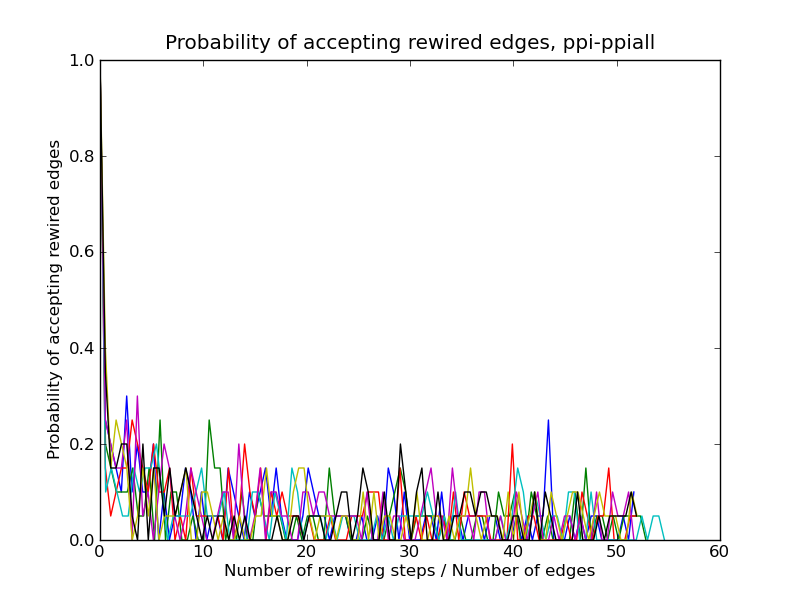 Probability of accepting rewired edges, ppi-ppiall
1.0
0.8
0.6
0.4
0.2
0.0
Probability of accepting rewired edges
0 10 20 30 40 50 60
Number of rewiring steps / Number of edges